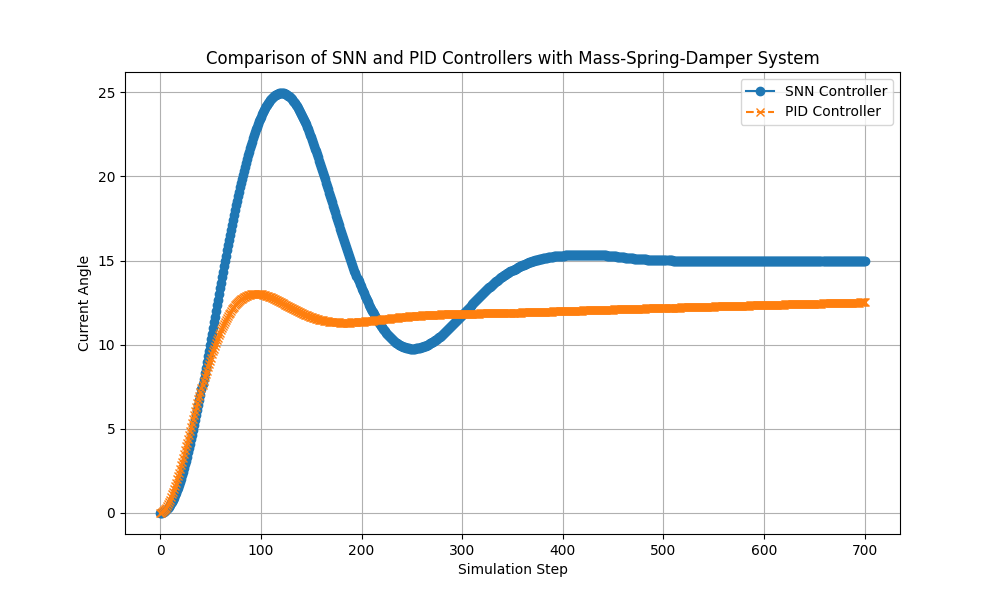 Comparison of SNN and PID Controllers with Mass-Spring-Damper System
SNN Controller
PID Controller
Current Angle
25
20
15
10
5
0
0 100 200 300 400 500 600 700
Simulation Step